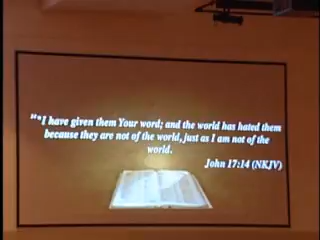 "“I have given them Your word; and the world has hated them
because they are not of the world, just as I am not of the
world.
John 17:14 (NKJV)